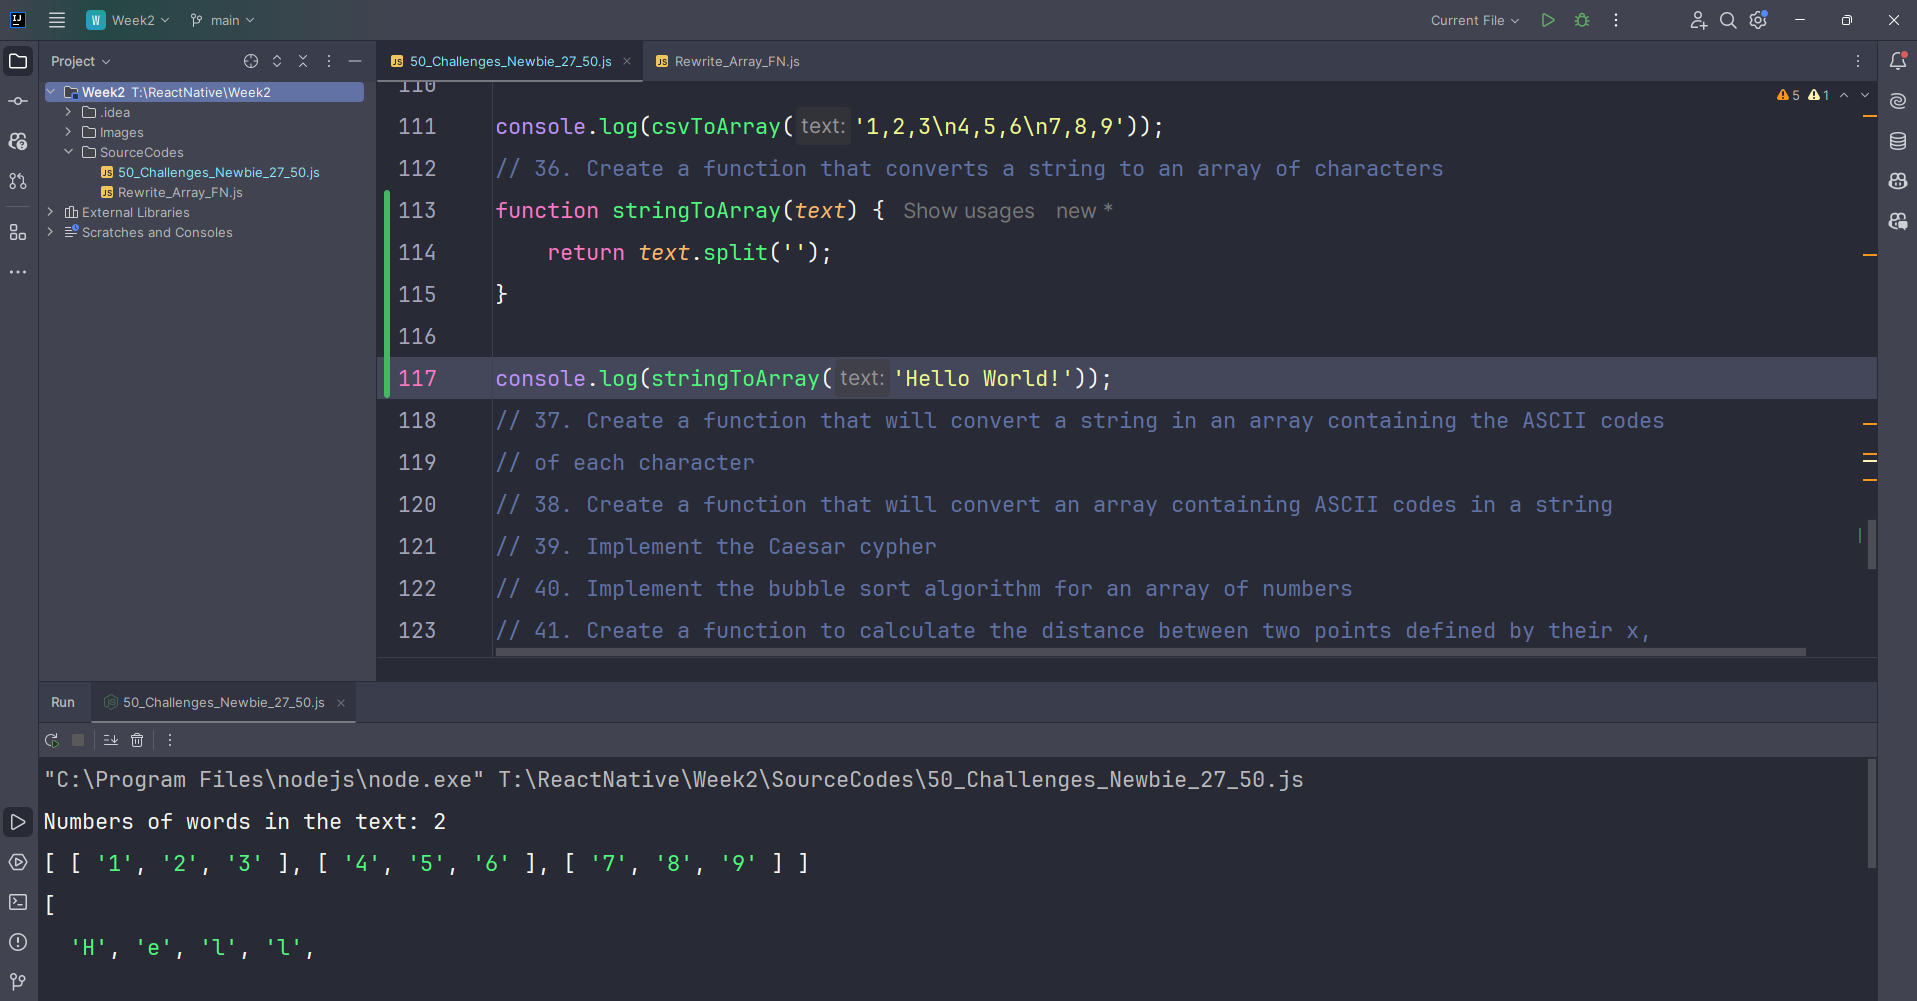 W Week2 main Current File
Project
Week2 T:\ReactNative\Week2
.idea
Images
SourceCodes
JS 50_Challenges_Newbie_27_50.js
JS Rewrite_Array_FN.js
External Libraries
Scratches and Consoles
JS 50_Challenges_Newbie_27_50.js JS Rewrite_Array_FN.js
5 1
110
111 console.log(csvToArray( text: '1,2,3\n4,5,6\n7,8,9'));
112 // 36. Create a function that converts a string to an array of characters
113 function stringToArray(text) { Show usages new *
114 return text.split('');
115 }
116
117 console.log(stringToArray( text: 'Hello World!'));
118 // 37. Create a function that will convert a string in an array containing the ASCII codes
119 // of each character
120 // 38. Create a function that will convert an array containing ASCII codes in a string
121 // 39. Implement the Caesar cypher
122 // 40. Implement the bubble sort algorithm for an array of numbers
123 // 41. Create a function to calculate the distance between two points defined by their x,
Run 50_Challenges_Newbie_27_50.js
"C:\Program Files\nodejs\node.exe" T:\ReactNative\Week2\SourceCodes\50_Challenges_Newbie_27_50.js
Numbers of words in the text: 2
[ [ '1', '2', '3' ], [ '4', '5', '6' ], [ '7', '8', '9' ] ]
[
'H', 'e', 'l', 'l',